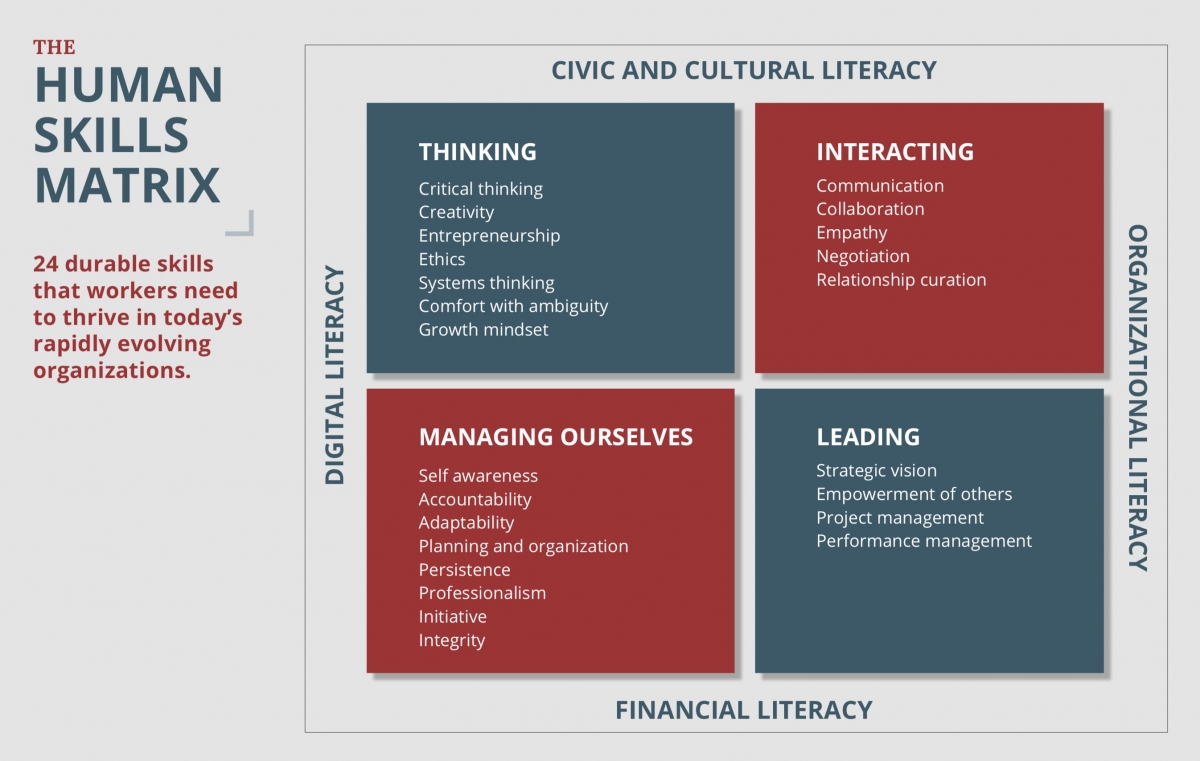 THE
HUMAN
SKILLS
MATRIX
24 durable skills
that workers need
to thrive in today’s
rapidly evolving
organizations.
CIVIC AND CULTURAL LITERACY
DIGITAL LITERACY
THINKING
Critical thinking
Creativity
Entrepreneurship
Ethics
Systems thinking
Comfort with ambiguity
Growth mindset
INTERACTING
Communication
Collaboration
Empathy
Negotiation
Relationship curation
MANAGING OURSELVES
Self awareness
Accountability
Adaptability
Planning and organization
Persistence
Professionalism
Initiative
Integrity
LEADING
Strategic vision
Empowerment of others
Project management
Performance management
ORGANIZATIONAL LITERACY
FINANCIAL LITERACY